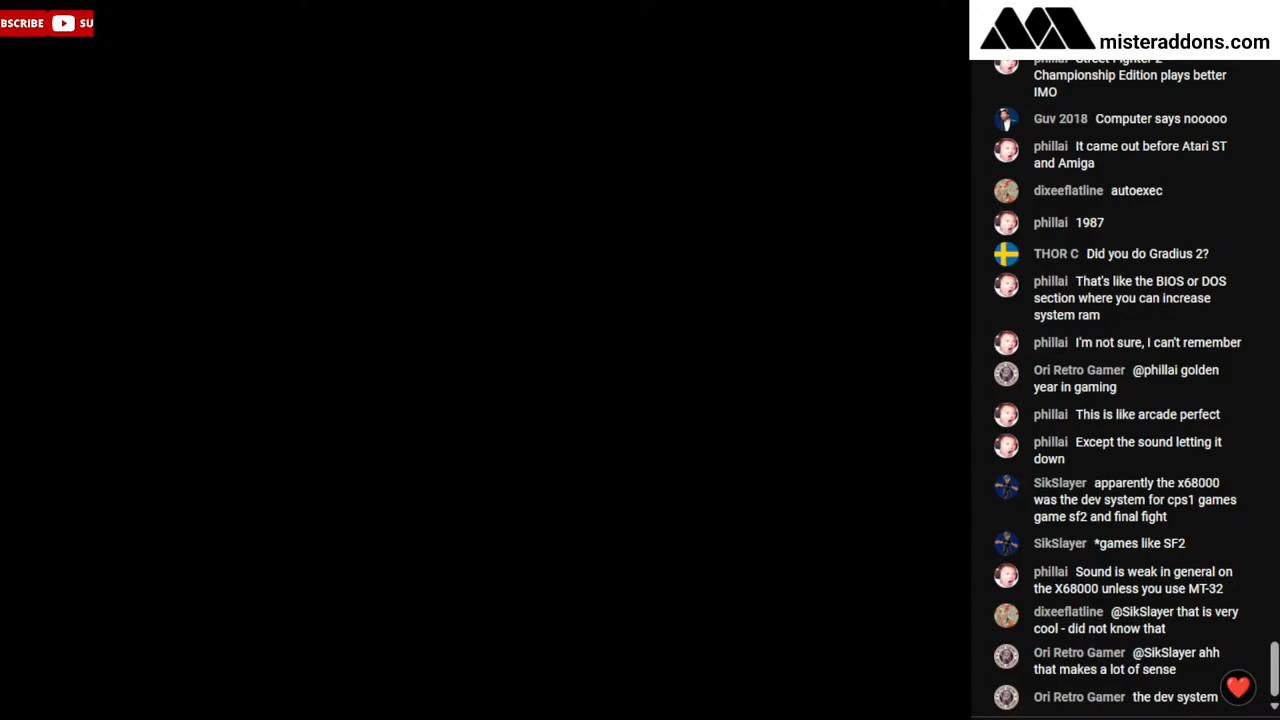 BSCRIBE
SU
misteraddons.com
phillai Street Fighter 2
Championship Edition plays better
IMO
Guv 2018 Computer says nooooo
phillai It came out before Atari ST
and Amiga
dixeeflatline autoexec
phillai 1987
THOR C Did you do Gradius 2?
phillai That's like the BIOS or DOS
section where you can increase
system ram
phillai I'm not sure, I can't remember
Ori Retro Gamer @phillai golden
year in gaming
phillai This is like arcade perfect
phillai Except the sound letting it
down
SikSlayer apparently the x68000
was the dev system for cps1 games
game sf2 and final fight
SikSlayer *games like SF2
phillai Sound is weak in general on
the X68000 unless you use MT-32
dixeeflatline @SikSlayer that is very
cool - did not know that
Ori Retro Gamer @SikSlayer ahh
that makes a lot of sense
Ori Retro Gamer the dev system